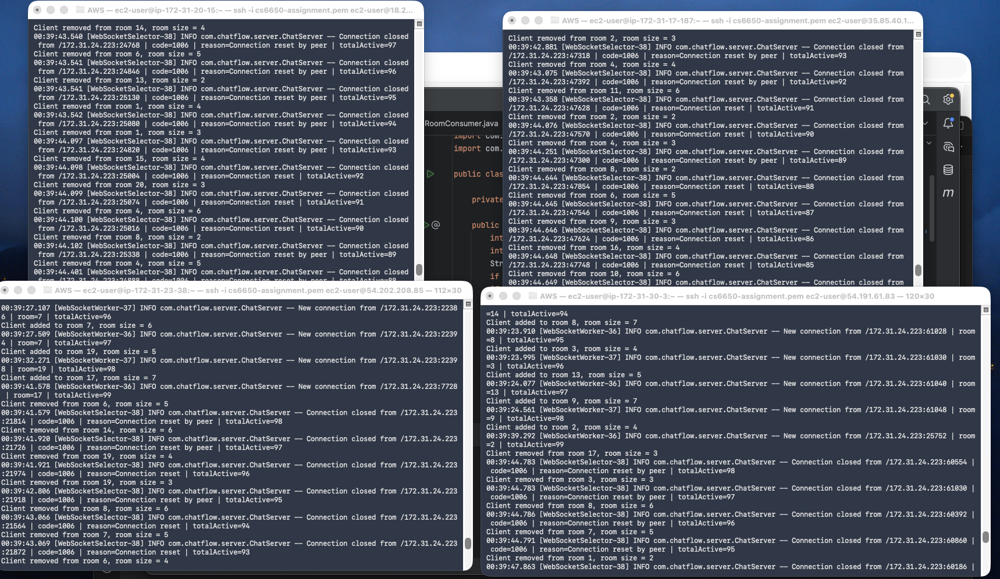 AWS — ec2-user@ip-172-31-20-15:~ — ssh -i cs6650-assignment.pem ec2-user@18.2...
Client removed from room 14, room size = 4
00:39:43.540 [WebSocketSelector-38] INFO com.chatflow.server.ChatServer -- Connection closed
from /172.31.24.223:24768 | code=1006 | reason=Connection reset by peer | totalActive=97
Client removed from room 6, room size = 5
00:39:43.541 [WebSocketSelector-38] INFO com.chatflow.server.ChatServer -- Connection closed
from /172.31.24.223:24846 | code=1006 | reason=Connection reset by peer | totalActive=96
Client removed from room 13, room size = 2
00:39:43.541 [WebSocketSelector-38] INFO com.chatflow.server.ChatServer -- Connection closed
from /172.31.24.223:25130 | code=1006 | reason=Connection reset by peer | totalActive=95
Client removed from room 1, room size = 4
00:39:43.542 [WebSocketSelector-38] INFO com.chatflow.server.ChatServer -- Connection closed
from /172.31.24.223:25080 | code=1006 | reason=Connection reset by peer | totalActive=94
Client removed from room 1, room size = 3
00:39:44.097 [WebSocketSelector-38] INFO com.chatflow.server.ChatServer -- Connection closed
from /172.31.24.223:24820 | code=1006 | reason=Connection reset by peer | totalActive=93
Client removed from room 15, room size = 4
00:39:44.098 [WebSocketSelector-38] INFO com.chatflow.server.ChatServer -- Connection closed
from /172.31.24.223:25004 | code=1006 | reason=Connection reset | totalActive=92
Client removed from room 20, room size = 3
00:39:44.099 [WebSocketSelector-38] INFO com.chatflow.server.ChatServer -- Connection closed
from /172.31.24.223:25074 | code=1006 | reason=Connection reset | totalActive=91
Client removed from room 4, room size = 6
00:39:44.100 [WebSocketSelector-38] INFO com.chatflow.server.ChatServer -- Connection closed
from /172.31.24.223:25016 | code=1006 | reason=Connection reset | totalActive=90
Client removed from room 8, room size = 2
00:39:44.102 [WebSocketSelector-38] INFO com.chatflow.server.ChatServer -- Connection closed
from /172.31.24.223:25338 | code=1006 | reason=Connection reset by peer | totalActive=89
Client removed from room 4, room size = 5
00:39:44.401 [WebSocketSelector-38] INFO com.chatflow.server.ChatServer -- Connection closed
from /172.31.24.223:24888 | code=1006 | reason=Connection reset by peer | totalActive=88
AWS — ec2-user@ip-172-31-17-187:~ — ssh -i cs6650-assignment.pem ec2-user@35.85.40.1...
Client removed from room 2, room size = 3
00:39:42.881 [WebSocketSelector-38] INFO com.chatflow.server.ChatServer -- Connection closed from
/172.31.24.223:47318 | code=1006 | reason=Connection reset by peer | totalActive=93
Client removed from room 4, room size = 4
00:39:43.075 [WebSocketSelector-38] INFO com.chatflow.server.ChatServer -- Connection closed from
/172.31.24.223:47392 | code=1006 | reason=Connection reset by peer | totalActive=92
Client removed from room 11, room size = 6
00:39:43.358 [WebSocketSelector-38] INFO com.chatflow.server.ChatServer -- Connection closed from
/172.31.24.223:47628 | code=1006 | reason=Connection reset | totalActive=91
Client removed from room 2, room size = 2
00:39:44.076 [WebSocketSelector-38] INFO com.chatflow.server.ChatServer -- Connection closed from
/172.31.24.223:47570 | code=1006 | reason=Connection reset | totalActive=90
Client removed from room 4, room size = 3
00:39:44.251 [WebSocketSelector-38] INFO com.chatflow.server.ChatServer -- Connection closed from
/172.31.24.223:47300 | code=1006 | reason=Connection reset by peer | totalActive=89
Client removed from room 8, room size = 2
00:39:44.644 [WebSocketSelector-38] INFO com.chatflow.server.ChatServer -- Connection closed from
/172.31.24.223:47854 | code=1006 | reason=Connection reset | totalActive=88
Client removed from room 6, room size = 5
00:39:44.645 [WebSocketSelector-38] INFO com.chatflow.server.ChatServer -- Connection closed from
/172.31.24.223:47546 | code=1006 | reason=Connection reset | totalActive=87
Client removed from room 9, room size = 3
00:39:44.646 [WebSocketSelector-38] INFO com.chatflow.server.ChatServer -- Connection closed from
/172.31.24.223:47624 | code=1006 | reason=Connection reset | totalActive=86
Client removed from room 16, room size = 4
00:39:44.648 [WebSocketSelector-38] INFO com.chatflow.server.ChatServer -- Connection closed from
/172.31.24.223:47748 | code=1006 | reason=Connection reset | totalActive=85
Client removed from room 10, room size = 6
00:39:44.649 [WebSocketSelector-38] INFO com.chatflow.server.ChatServer -- Connection closed from
RoomConsumer.java
import com.
import com.
public clas
private
public
int
int
Str
if
m
AWS — ec2-user@ip-172-31-23-38:~ — ssh -i cs6650-assignment.pem ec2-user@54.202.208.85 — 112×30
00:39:27.107 [WebSocketWorker-37] INFO com.chatflow.server.ChatServer -- New connection from /172.31.24.223:2238
6 | room=7 | totalActive=96
Client added to room 7, room size = 6
00:39:27.509 [WebSocketWorker-36] INFO com.chatflow.server.ChatServer -- New connection from /172.31.24.223:2239
4 | room=7 | totalActive=97
Client added to room 19, room size = 5
00:39:32.271 [WebSocketWorker-37] INFO com.chatflow.server.ChatServer -- New connection from /172.31.24.223:2239
8 | room=19 | totalActive=98
Client added to room 17, room size = 7
00:39:41.578 [WebSocketWorker-36] INFO com.chatflow.server.ChatServer -- New connection from /172.31.24.223:7728
| room=17 | totalActive=99
Client removed from room 6, room size = 5
00:39:41.579 [WebSocketSelector-38] INFO com.chatflow.server.ChatServer -- Connection closed from /172.31.24.223
:21814 | code=1006 | reason=Connection reset by peer | totalActive=98
Client removed from room 14, room size = 6
00:39:41.920 [WebSocketSelector-38] INFO com.chatflow.server.ChatServer -- Connection closed from /172.31.24.223
:21726 | code=1006 | reason=Connection reset by peer | totalActive=97
Client removed from room 19, room size = 4
00:39:41.921 [WebSocketSelector-38] INFO com.chatflow.server.ChatServer -- Connection closed from /172.31.24.223
:21974 | code=1006 | reason=Connection reset | totalActive=96
Client removed from room 19, room size = 3
00:39:42.806 [WebSocketSelector-38] INFO com.chatflow.server.ChatServer -- Connection closed from /172.31.24.223
:21918 | code=1006 | reason=Connection reset by peer | totalActive=95
Client removed from room 8, room size = 6
00:39:43.066 [WebSocketSelector-38] INFO com.chatflow.server.ChatServer -- Connection closed from /172.31.24.223
:21564 | code=1006 | reason=Connection reset | totalActive=94
Client removed from room 7, room size = 5
00:39:43.069 [WebSocketSelector-38] INFO com.chatflow.server.ChatServer -- Connection closed from /172.31.24.223
:21872 | code=1006 | reason=Connection reset | totalActive=93
Client removed from room 6, room size = 4
AWS — ec2-user@ip-172-31-30-3:~ — ssh -i cs6650-assignment.pem ec2-user@54.191.61.83 — 120×30
=14 | totalActive=94
Client added to room 8, room size = 7
00:39:23.910 [WebSocketWorker-36] INFO com.chatflow.server.ChatServer -- New connection from /172.31.24.223:61028 | room
=8 | totalActive=95
Client added to room 3, room size = 4
00:39:23.995 [WebSocketWorker-37] INFO com.chatflow.server.ChatServer -- New connection from /172.31.24.223:61030 | room
=3 | totalActive=96
Client added to room 13, room size = 5
00:39:24.077 [WebSocketWorker-36] INFO com.chatflow.server.ChatServer -- New connection from /172.31.24.223:61040 | room
=13 | totalActive=97
Client added to room 9, room size = 7
00:39:24.561 [WebSocketWorker-37] INFO com.chatflow.server.ChatServer -- New connection from /172.31.24.223:61048 | room
=9 | totalActive=98
Client added to room 2, room size = 4
00:39:39.292 [WebSocketWorker-36] INFO com.chatflow.server.ChatServer -- New connection from /172.31.24.223:25752 | room
=2 | totalActive=99
Client removed from room 17, room size = 3
00:39:44.783 [WebSocketSelector-38] INFO com.chatflow.server.ChatServer -- Connection closed from /172.31.24.223:60554 |
code=1006 | reason=Connection reset by peer | totalActive=98
Client removed from room 3, room size = 3
00:39:44.783 [WebSocketSelector-38] INFO com.chatflow.server.ChatServer -- Connection closed from /172.31.24.223:61030 |
code=1006 | reason=Connection reset by peer | totalActive=97
Client removed from room 8, room size = 6
00:39:44.786 [WebSocketSelector-38] INFO com.chatflow.server.ChatServer -- Connection closed from /172.31.24.223:60392 |
code=1006 | reason=Connection reset by peer | totalActive=96
Client removed from room 7, room size = 5
00:39:44.791 [WebSocketSelector-38] INFO com.chatflow.server.ChatServer -- Connection closed from /172.31.24.223:60860 |
code=1006 | reason=Connection reset by peer | totalActive=95
Client removed from room 1, room size = 2
00:39:47.863 [WebSocketSelector-38] INFO com.chatflow.server.ChatServer -- Connection closed from /172.31.24.223:60186 |